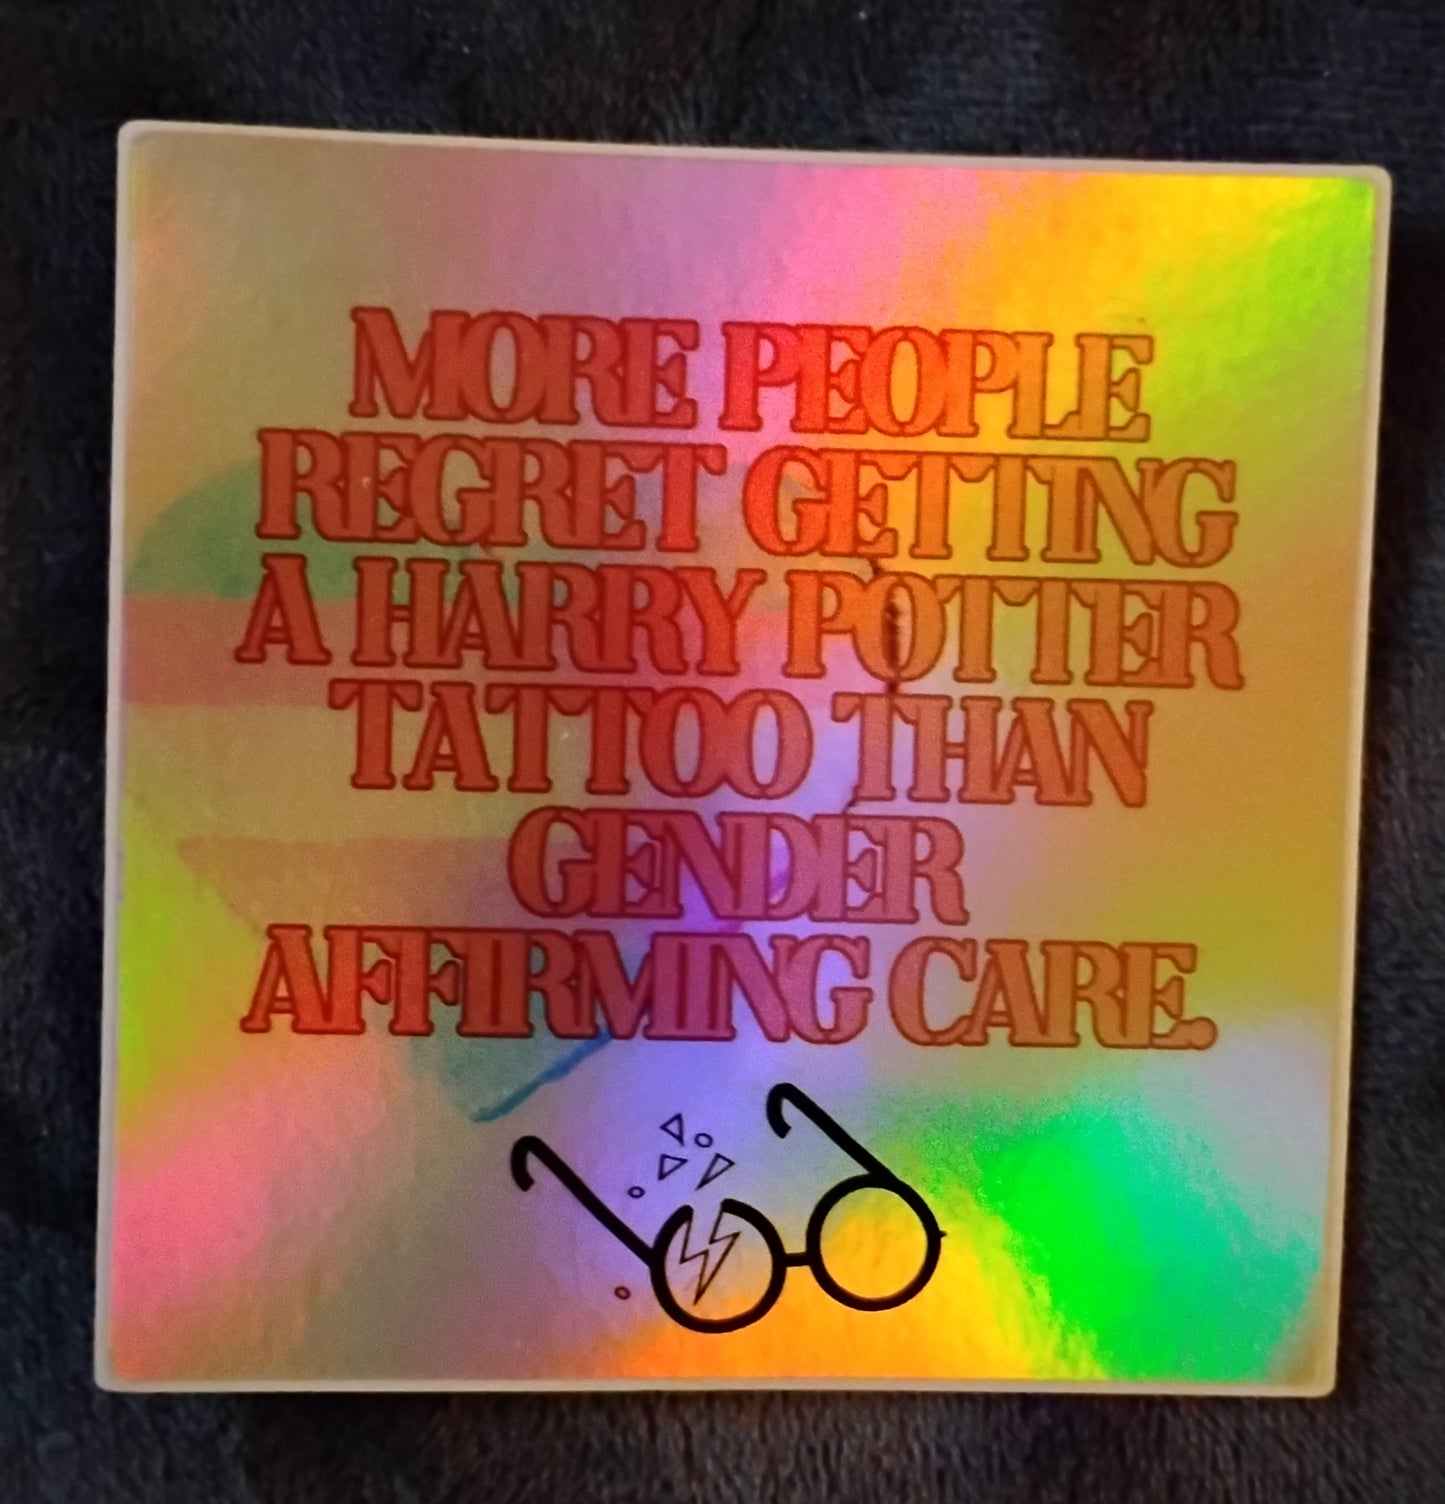 MORE PEOPLE
REGRET GETTING
A HARRY POTTER
TATTOO THAN
GENDER
AFFIRMING CARE.